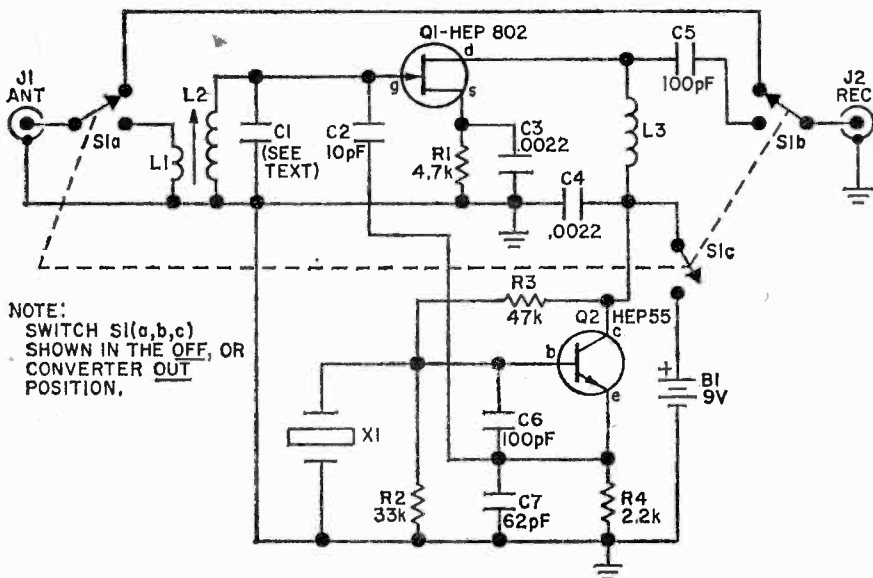 Q1-HEP 802
d
g
s
C5
100pF
J1
ANT
S1a
L1
L2
C1
(SEE
TEXT)
C2
10pF
R1
4.7k
C3
.0022
C4
.0022
L3
S1b
J2
REC
S1c
NOTE:
SWITCH S1(a,b,c)
SHOWN IN THE OFF, OR
CONVERTER OUT
POSITION.
R3
47k
Q2
HEP55
c
b
e
+
B1
9V
X1
C6
100pF
R2
33k
C7
62pF
R4
2.2k